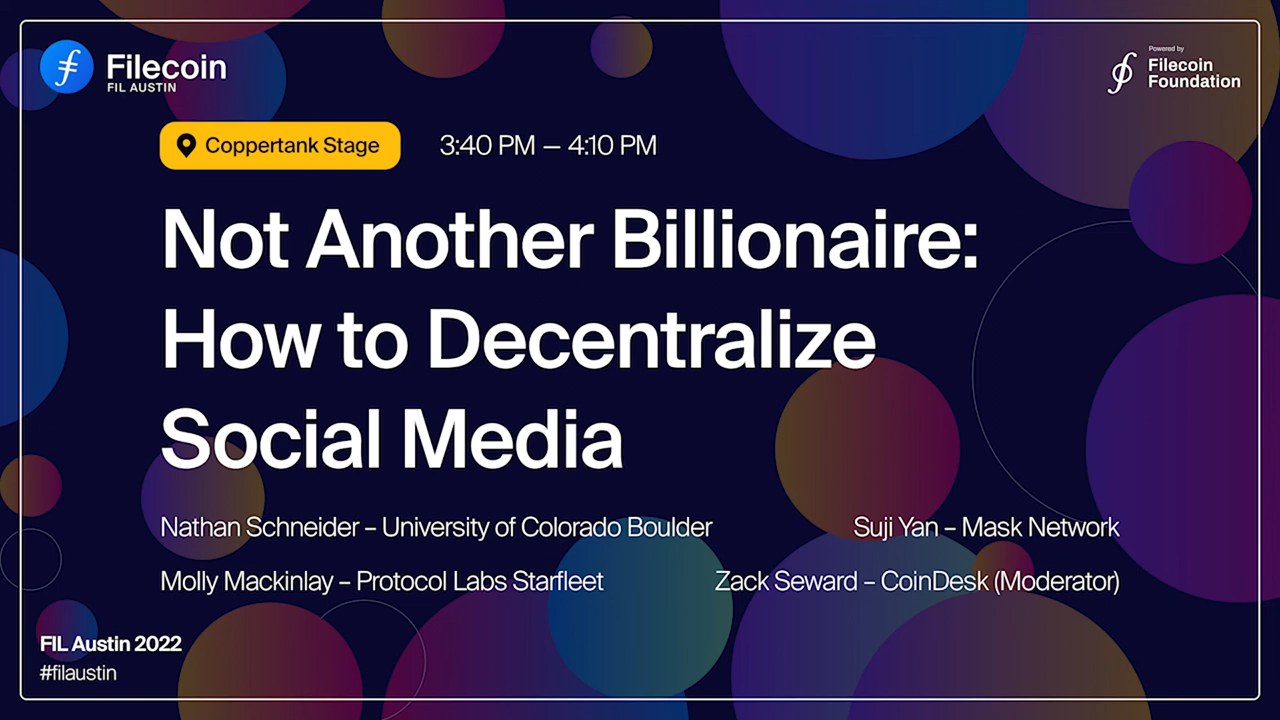 Filecoin
FIL AUSTIN
Powered by
Filecoin
Foundation
Coppertank Stage
3:40 PM – 4:10 PM
Not Another Billionaire:
How to Decentralize
Social Media
Nathan Schneider – University of Colorado Boulder
Suji Yan – Mask Network
Molly Mackinlay – Protocol Labs Starfleet
Zack Seward – CoinDesk (Moderator)
FIL Austin 2022
#filaustin